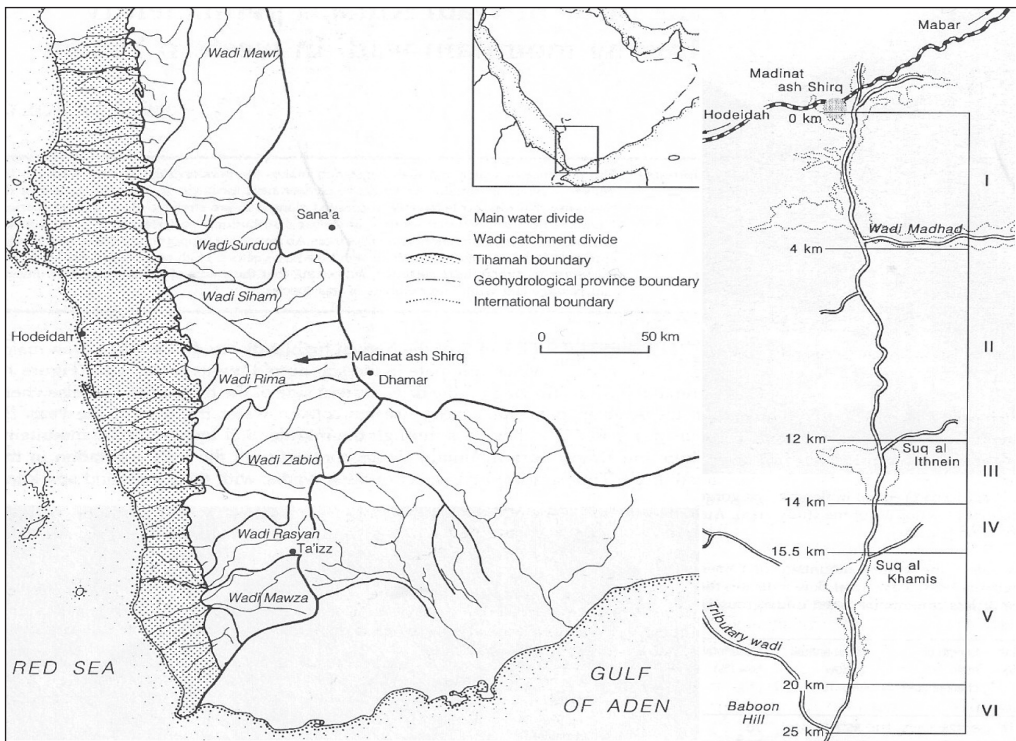 Wadi Mawr
Sana'a
Wadi Surdud
Wadi Siham
Hodeidah
Madinat ash Shirq
Wadi Rima
Dhamar
Wadi Zabid
Wadi Rasyan
Ta'izz
Wadi Mawza
RED SEA
GULF
OF ADEN
Main water divide
Wadi catchment divide
Tihamah boundary
Geohydrological province boundary
International boundary
0 50 km
Mabar
Madinat
ash Shirq
Hodeidah
0 km
I
Wadi Madhad
4 km
II
12 km
Suq al
Ithnein
III
14 km
IV
15.5 km
Suq al
Khamis
V
Tributary wadi
20 km
Baboon
Hill
VI
25 km